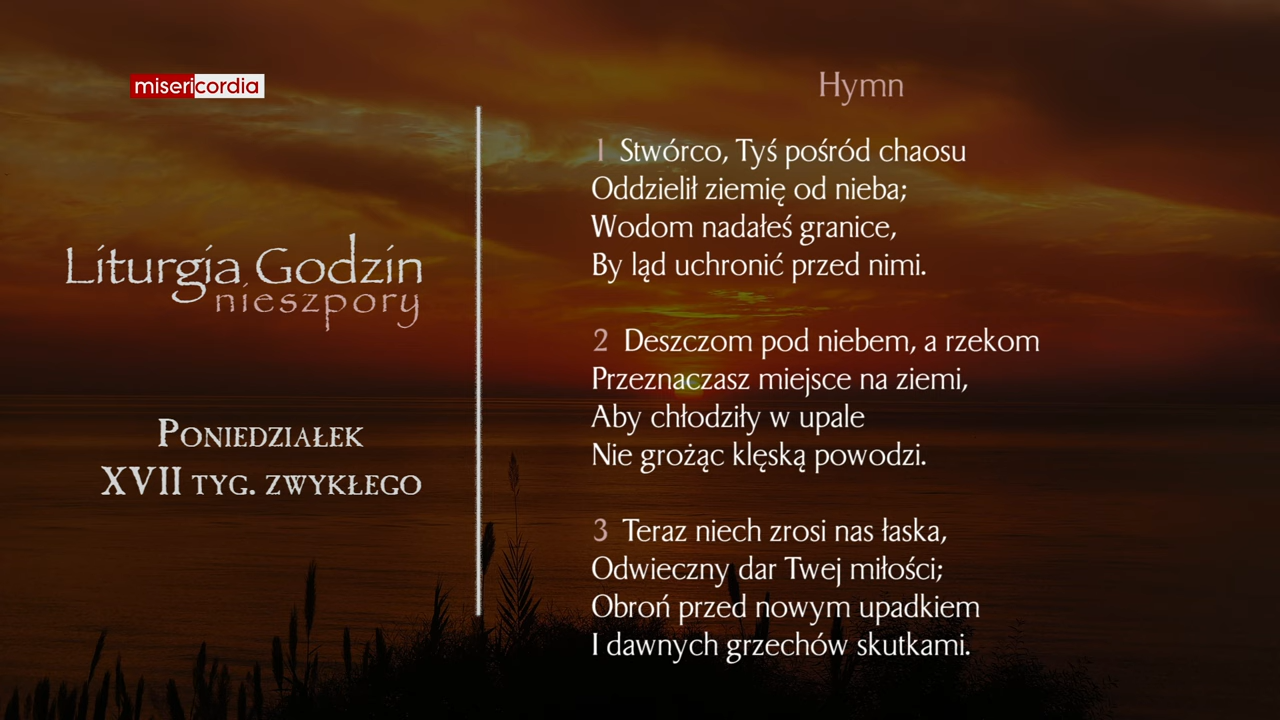 misericordia
Liturgia Godzin
nieszpory
Poniedziałek
XVII tyg. zwykłego
Hymn
1 Stwórco, Tyś pośród chaosu
Oddzielił ziemię od nieba;
Wodom nadałeś granice,
By ląd uchronić przed nimi.
2 Deszczom pod niebem, a rzekom
Przeznaczasz miejsce na ziemi,
Aby chłodziły w upale
Nie grożąc klęską powodzi.
3 Teraz niech zrosi nas łaska,
Odwieczny dar Twej miłości;
Obroń przed nowym upadkiem
I dawnych grzechów skutkami.